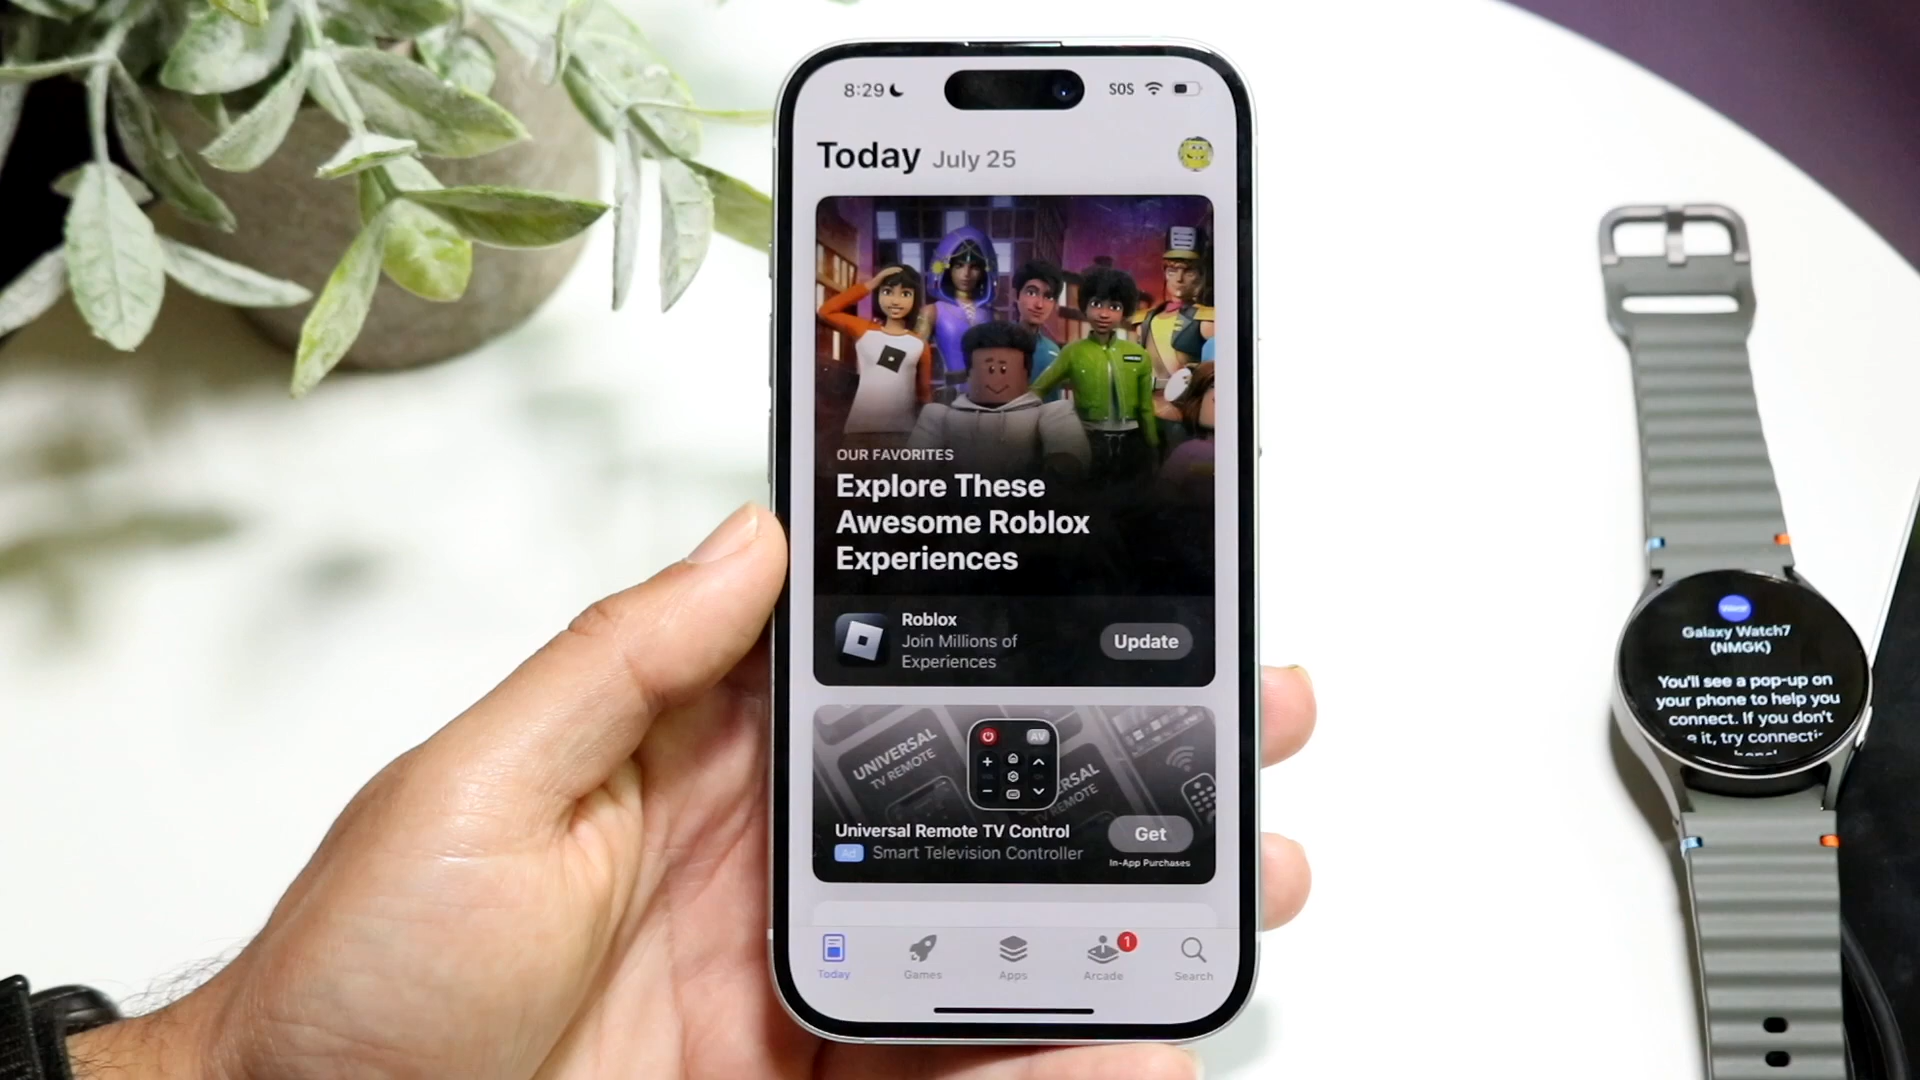 8:29
SOS
Today July 25
OUR FAVORITES
Explore These
Awesome Roblox
Experiences
Roblox
Join Millions of
Experiences
Update
UNIVERSAL
TV REMOTE
AV
REMOTE
Universal Remote TV Control
Ad Smart Television Controller
Get
In-App Purchases
Today
Games
Apps
Arcade
1
Search
Galaxy Watch7
(NMGK)
You'll see a pop-up on
your phone to help you
connect. If you don't
it, try connecti